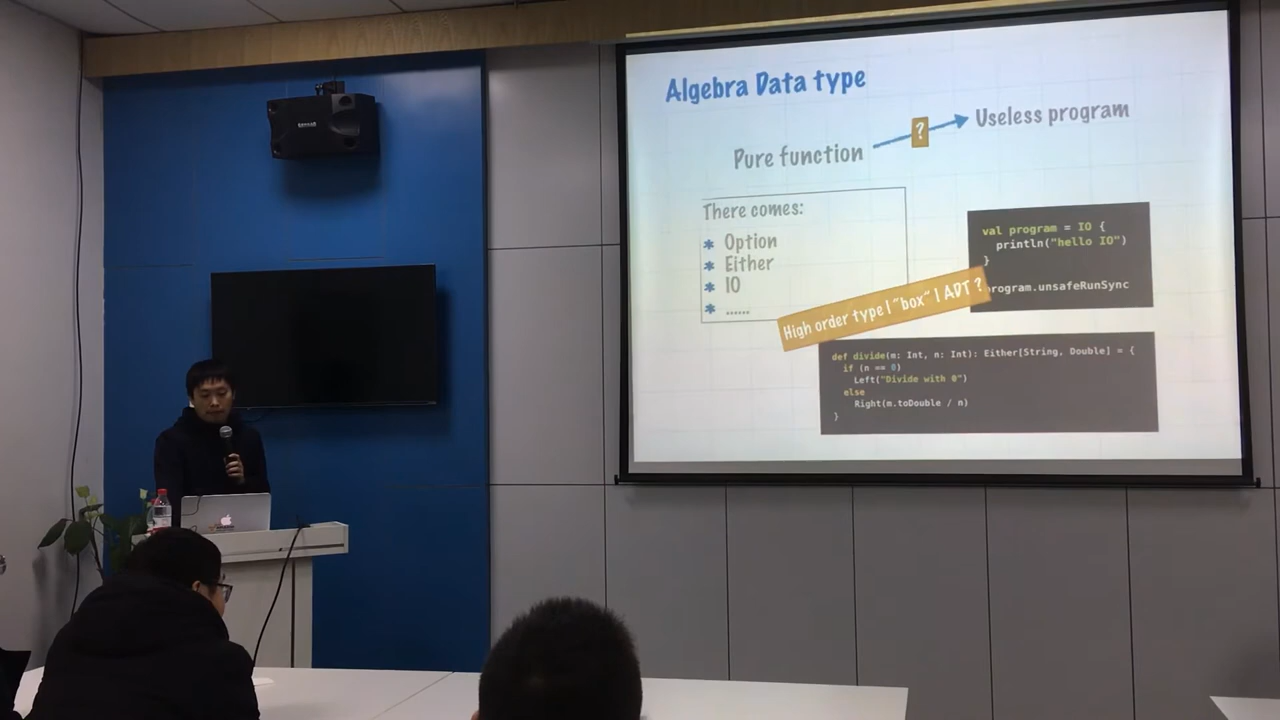 Algebra Data type
Useless program
?
Pure function
There comes:
* Option
* Either
* IO
* ......
val program = IO {
println("hello IO")
}
program.unsafeRunSync
High order type | "box" | ADT ?
def divide(m: Int, n: Int): Either[String, Double] = {
if (n == 0)
Left("Divide with 0")
else
Right(m.toDouble / n)
}